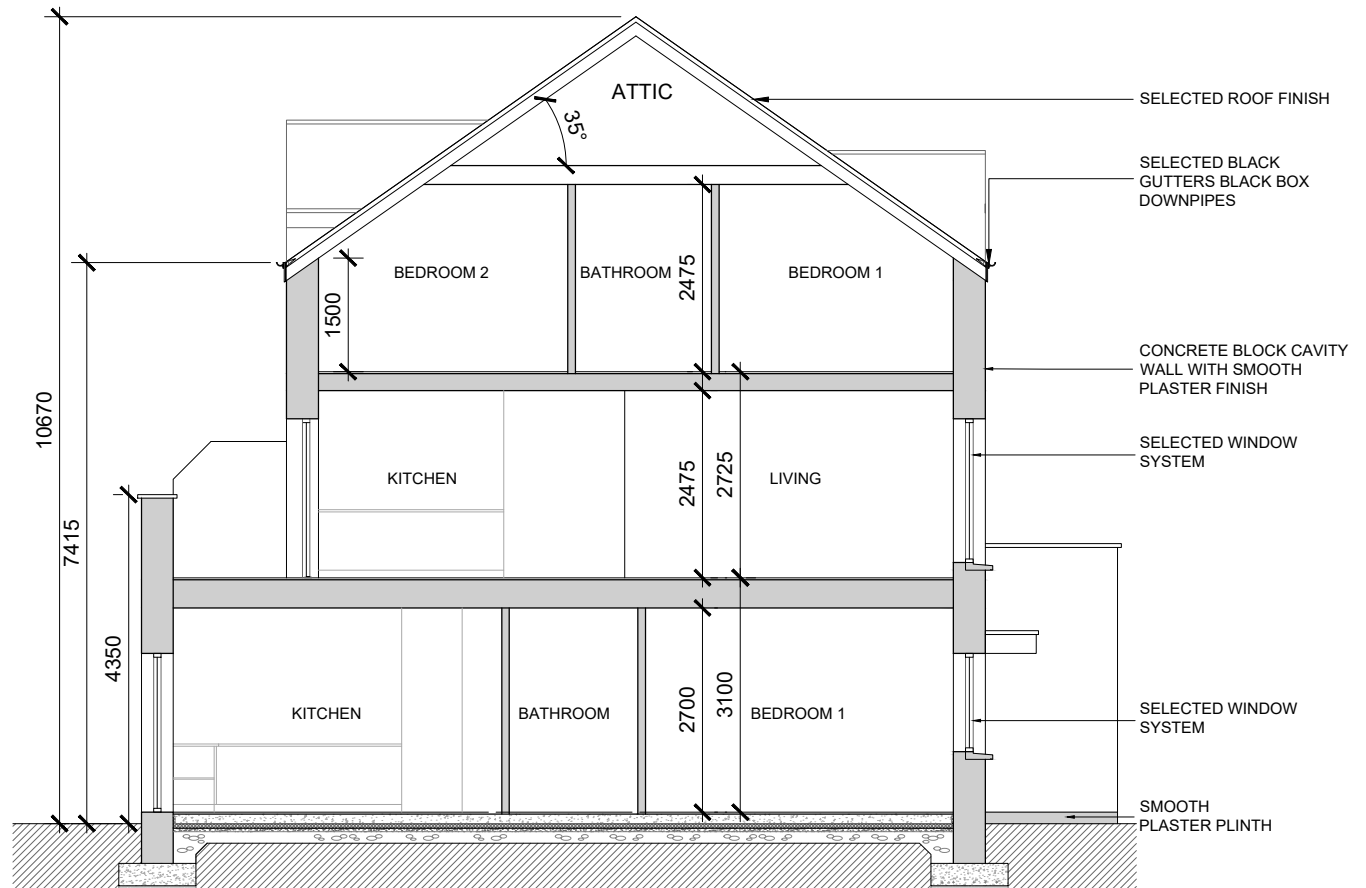 ATTIC
35°
SELECTED ROOF FINISH
SELECTED BLACK
GUTTERS BLACK BOX
DOWNPIPES
BEDROOM 2
BATHROOM
2475
BEDROOM 1
1500
CONCRETE BLOCK CAVITY
WALL WITH SMOOTH
PLASTER FINISH
10670
SELECTED WINDOW
SYSTEM
KITCHEN
2475
2725
LIVING
7415
4350
KITCHEN
BATHROOM
2700
3100
BEDROOM 1
SELECTED WINDOW
SYSTEM
SMOOTH
PLASTER PLINTH